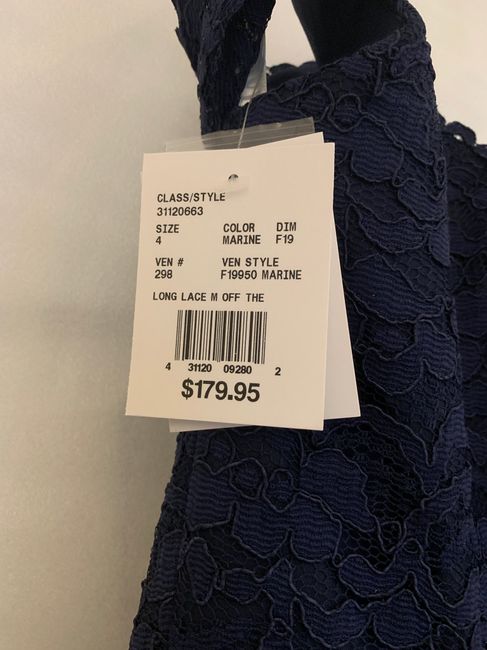 CLASS/STYLE
31120663
SIZE COLOR DIM
4 MARINE F19
VEN # VEN STYLE
298 F19950 MARINE
LONG LACE M OFF THE
4 31120 09280 2
$179.95